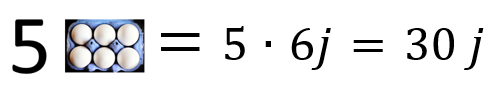 5 = 5 · 6j = 30 j